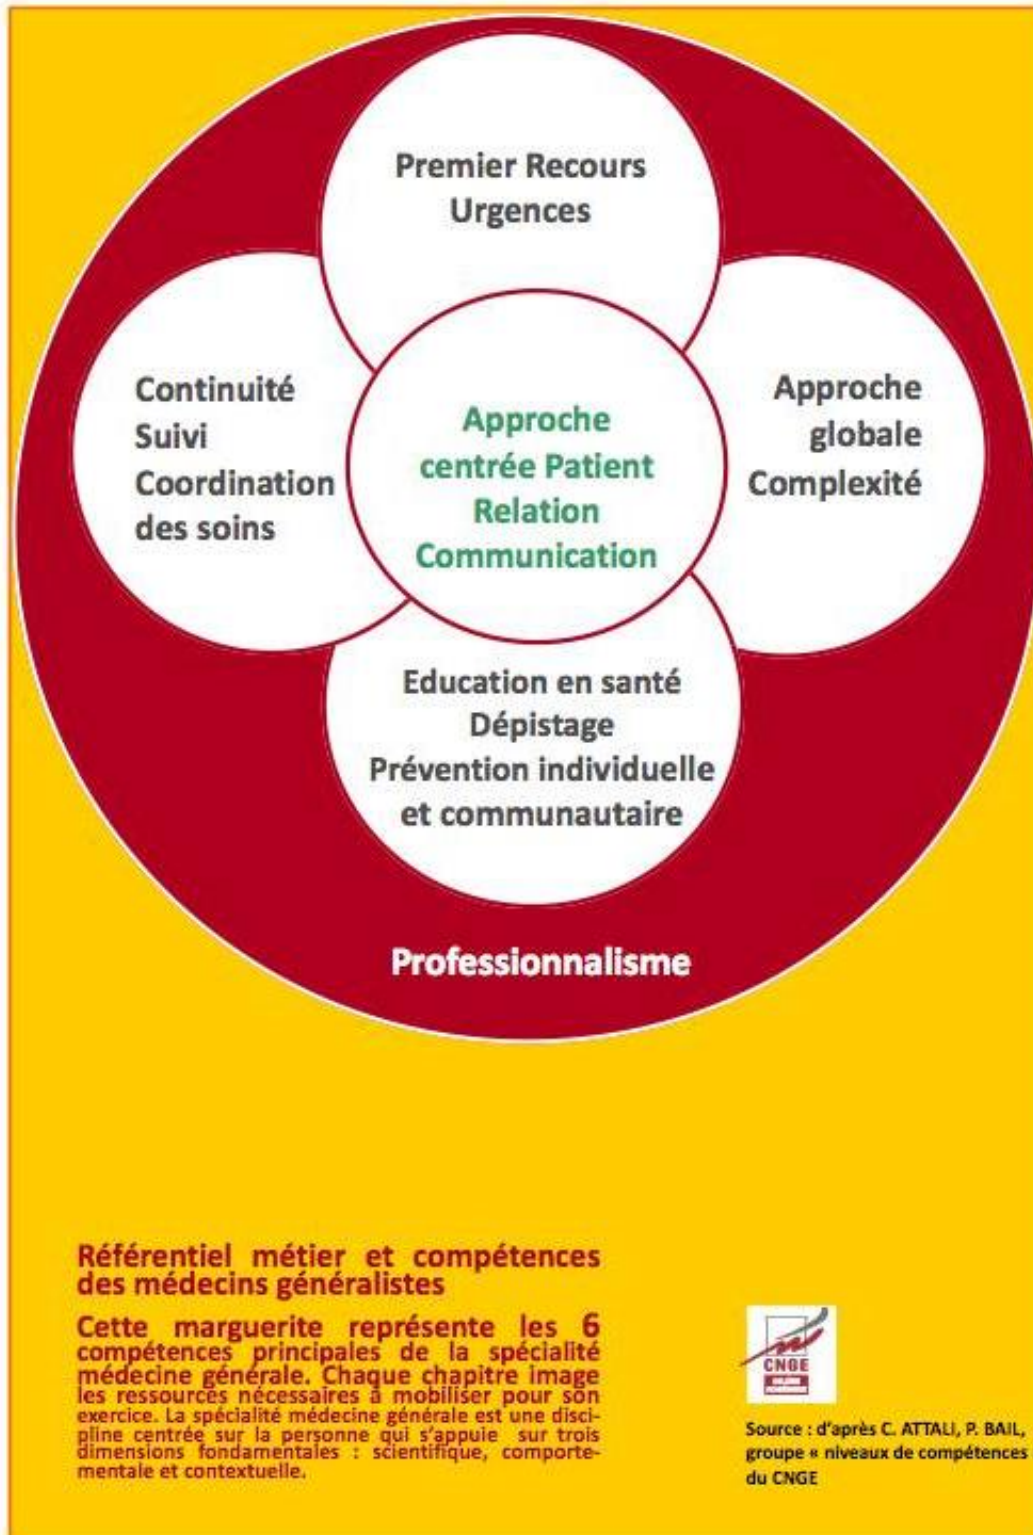 Premier Recours
Urgences
Continuité
Suivi
Coordination
des soins
Approche
centrée Patient
Relation
Communication
Approche
globale
Complexité
Education en santé
Dépistage
Prévention individuelle
et communautaire
Professionnalisme
Référentiel métier et compétences
des médecins généralistes
Cette marguerite représente les 6
compétences principales de la spécialité
médecine générale. Chaque chapitre image
les ressources nécessaires à mobiliser pour son
exercice. La spécialité médecine générale est une disci-
pline centrée sur la personne qui s'appuie sur trois
dimensions fondamentales : scientifique, comporte-
mentale et contextuelle.
CNGE
Source : d'après C. ATTALI, P. BAIL,
groupe « niveaux de compétences
du CNGE